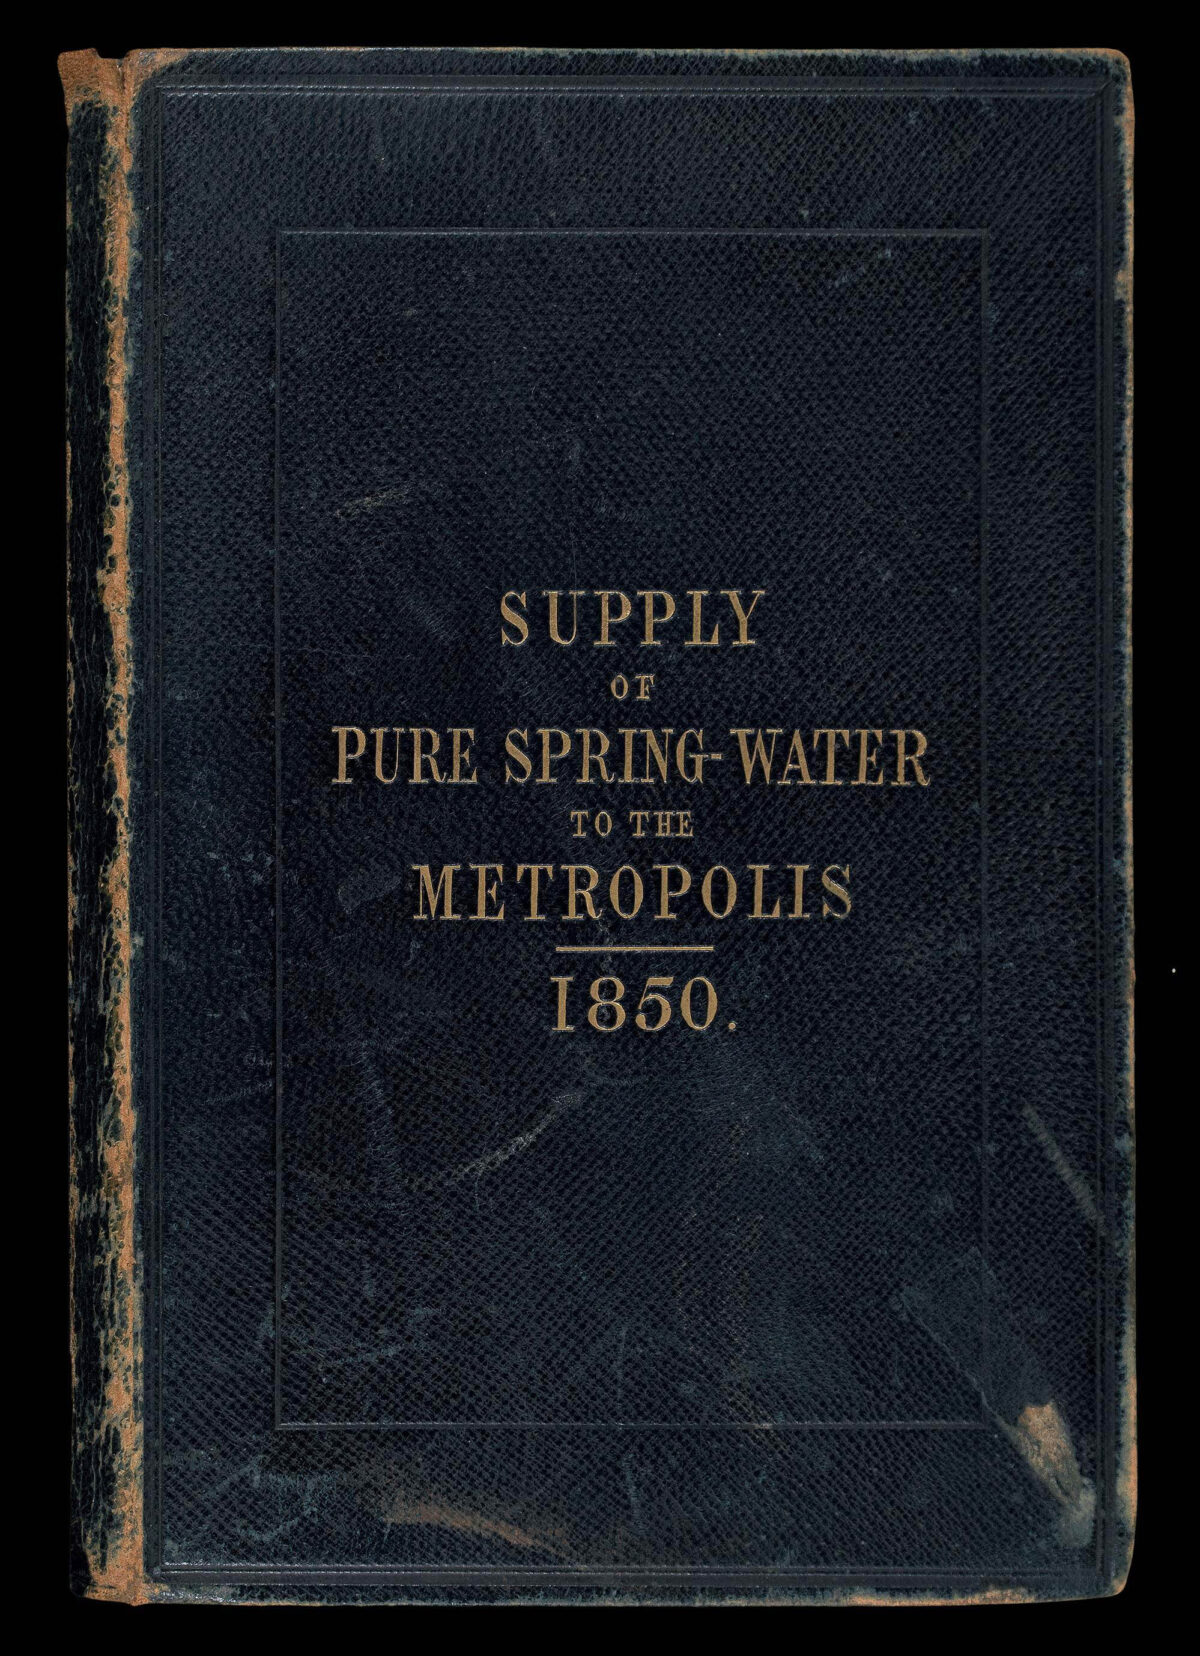 SUPPLY
OF
PURE SPRING-WATER
TO THE
METROPOLIS
1850.